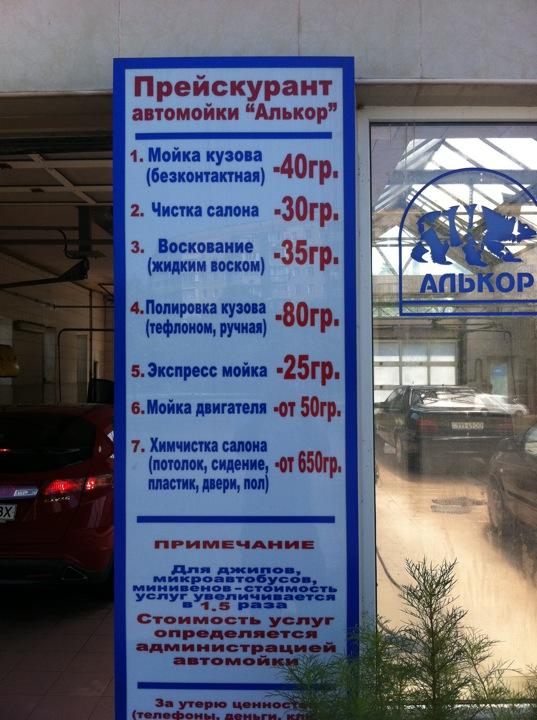 Прейскурант
автомойки "Алькор"
1. Мойка кузова
(безконтактная) -40гр.
2. Чистка салона -30гр.
3. Воскование
(жидким воском) -35гр.
4. Полировка кузова
(тефлоном, ручная) -80гр.
5. Экспресс мойка -25гр.
6. Мойка двигателя -от 50гр.
7. Химчистка салона
(потолок, сидение,
пластик, двери, пол) -от 650гр.
ПРИМЕЧАНИЕ
Для джипов,
микроавтобусов,
минивенов-стоимость
услуг увеличивается
в 1.5 раза
Стоимость услуг
определяется
администрацией
автомойки
За утерю
(телефоны, деньги,
АЛЬКОР